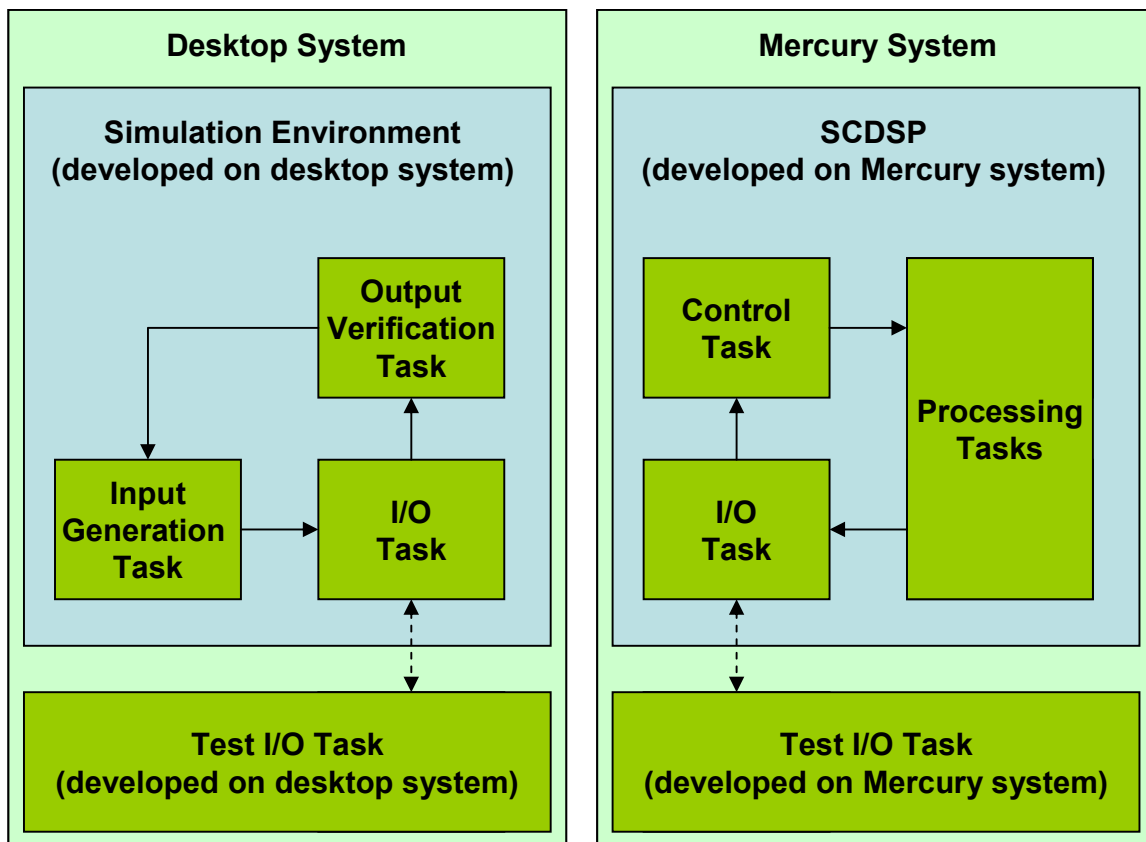 Desktop System
Simulation Environment
(developed on desktop system)
Output
Verification
Task
Input
Generation
Task
I/O
Task
Test I/O Task
(developed on desktop system)
Mercury System
SCDSP
(developed on Mercury system)
Control
Task
Processing
Tasks
I/O
Task
Test I/O Task
(developed on Mercury system)